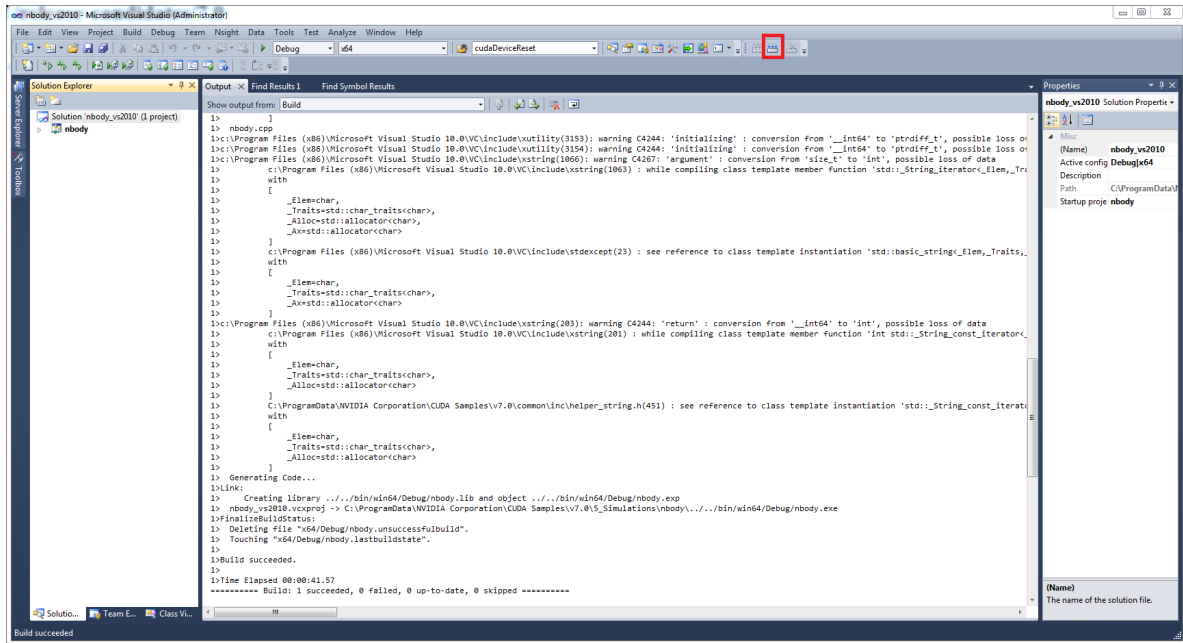 nbody_vs2010 - Microsoft Visual Studio (Administrator)
File Edit View Project Build Debug Team Nsight Data Tools Test Analyze Window Help
Debug x64 cudaDeviceReset
Solution Explorer
Solution 'nbody_vs2010' (1 project)
nbody
Server Explorer
Toolbox
Output Find Results 1 Find Symbol Results
Show output from: Build
1> ]
1> nbody.cpp
1>c:\Program Files (x86)\Microsoft Visual Studio 10.0\VC\include\xutility(3153): warning C4244: 'initializing' : conversion from '__int64' to 'ptrdiff_t', possible loss o
1>c:\Program Files (x86)\Microsoft Visual Studio 10.0\VC\include\xutility(3154): warning C4244: 'initializing' : conversion from '__int64' to 'ptrdiff_t', possible loss o
1>c:\Program Files (x86)\Microsoft Visual Studio 10.0\VC\include\xstring(1066): warning C4267: 'argument' : conversion from 'size_t' to 'int', possible loss of data
1> c:\Program Files (x86)\Microsoft Visual Studio 10.0\VC\include\xstring(1063) : while compiling class template member function 'std::_String_iterator<_Elem,_Tra
1> with
1> [
1> _Elem=char,
1> _Traits=std::char_traits<char>,
1> _Alloc=std::allocator<char>,
1> _Ax=std::allocator<char>
1> ]
1> c:\Program Files (x86)\Microsoft Visual Studio 10.0\VC\include\stdexcept(23) : see reference to class template instantiation 'std::basic_string<_Elem,_Traits,_
1> with
1> [
1> _Elem=char,
1> _Traits=std::char_traits<char>,
1> _Ax=std::allocator<char>
1> ]
1>c:\Program Files (x86)\Microsoft Visual Studio 10.0\VC\include\xstring(203): warning C4244: 'return' : conversion from '__int64' to 'int', possible loss of data
1> c:\Program Files (x86)\Microsoft Visual Studio 10.0\VC\include\xstring(201) : while compiling class template member function 'int std::_String_const_iterator<_
1> with
1> [
1> _Elem=char,
1> _Traits=std::char_traits<char>,
1> _Alloc=std::allocator<char>
1> ]
1> C:\ProgramData\NVIDIA Corporation\CUDA Samples\v7.0\common\inc\helper_string.h(451) : see reference to class template instantiation 'std::_String_const_iterato
1> with
1> [
1> _Elem=char,
1> _Traits=std::char_traits<char>,
1> _Alloc=std::allocator<char>
1> ]
1> Generating Code...
1>Link:
1> Creating library ../../bin/win64/Debug/nbody.lib and object ../../bin/win64/Debug/nbody.exp
1> nbody_vs2010.vcxproj -> C:\ProgramData\NVIDIA Corporation\CUDA Samples\v7.0\5_Simulations\nbody\../../bin/win64/Debug/nbody.exe
1>FinalizeBuildStatus:
1> Deleting file "x64/Debug/nbody.unsuccessfulbuild".
1> Touching "x64/Debug/nbody.lastbuildstate".
1>
1>Build succeeded.
1>
1>Time Elapsed 00:00:41.57
========== Build: 1 succeeded, 0 failed, 0 up-to-date, 0 skipped ==========
Properties
nbody_vs2010 Solution Propertie
Misc
(Name) nbody_vs2010
Active config Debug|x64
Description
Path C:\ProgramData\N
Startup proje nbody
(Name)
The name of the solution file.
Solutio... Team E... Class Vi...
Build succeeded